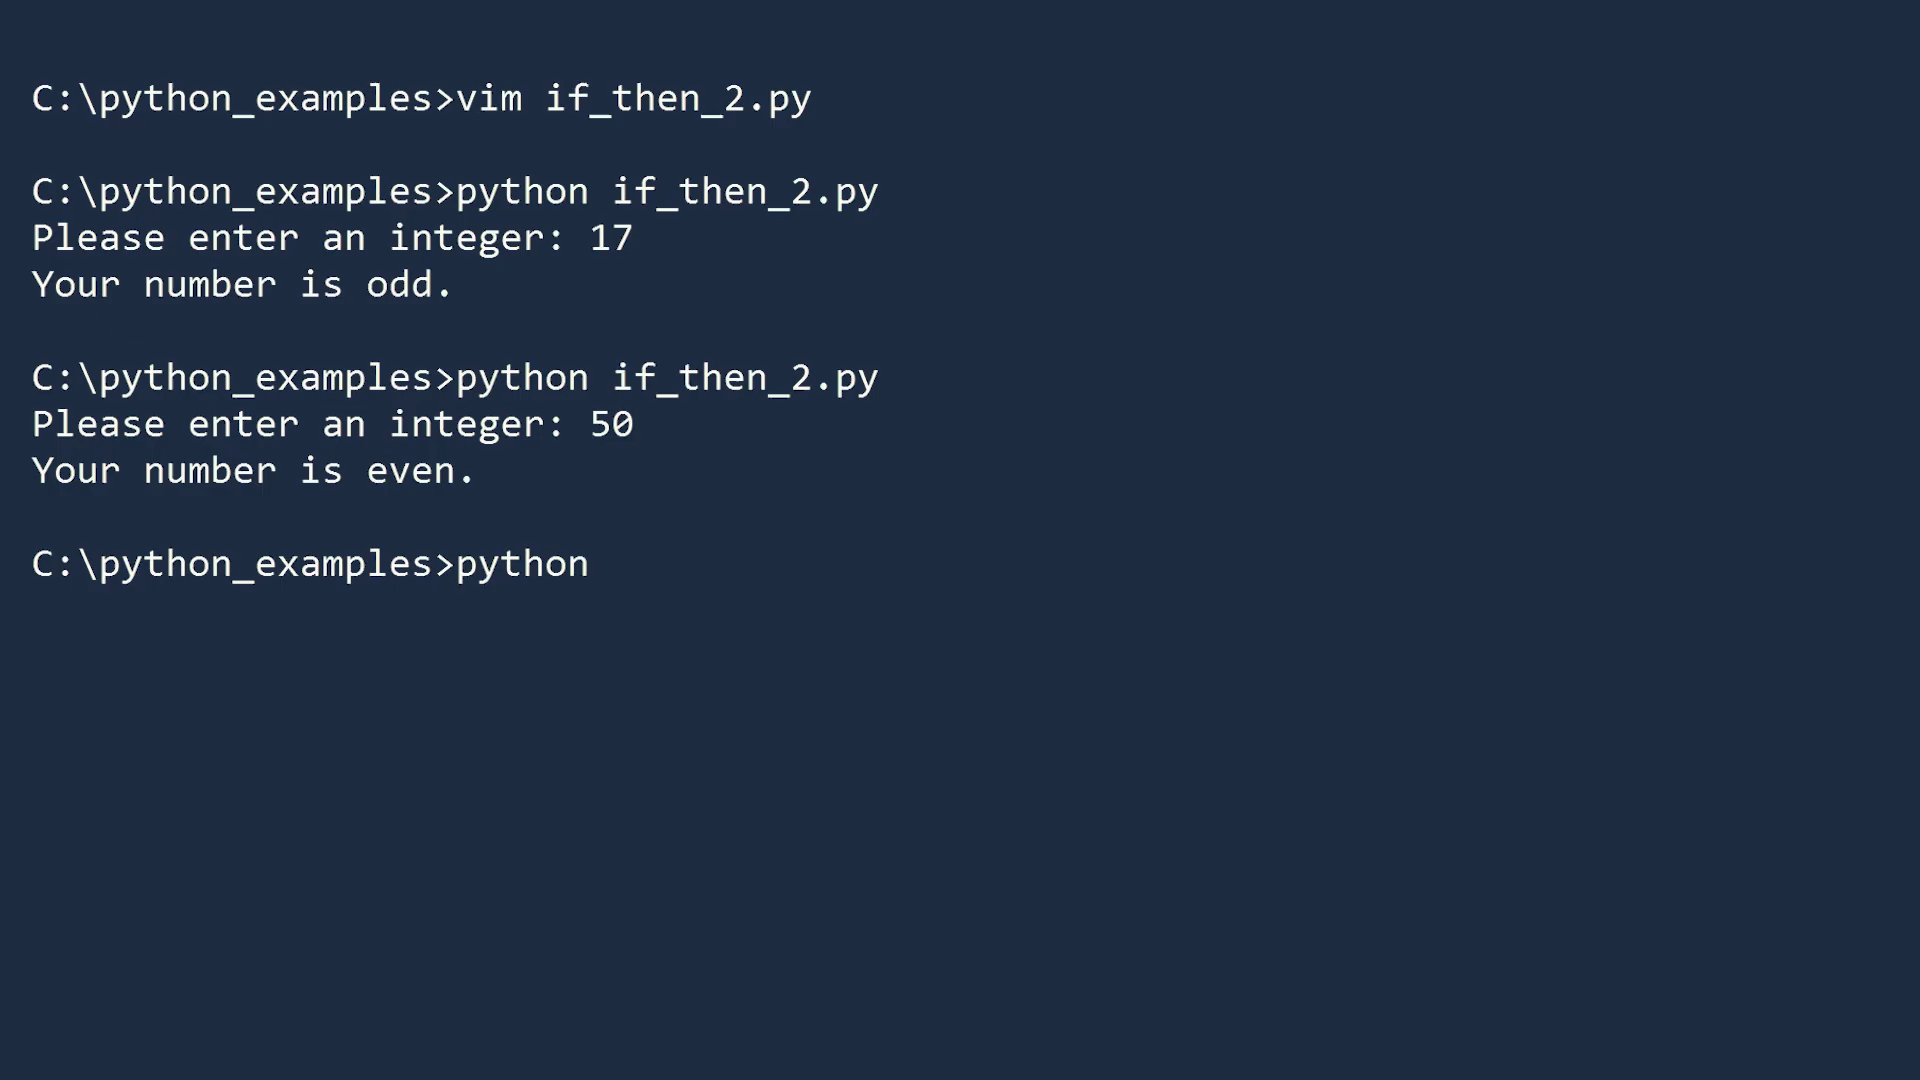 C:\python_examples>vim if_then_2.py
C:\python_examples>python if_then_2.py
Please enter an integer: 17
Your number is odd.
C:\python_examples>python if_then_2.py
Please enter an integer: 50
Your number is even.
C:\python_examples>python